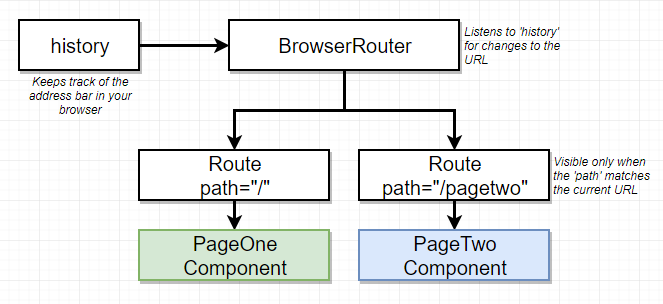 history
BrowserRouter
Listens to 'history'
for changes to the
URL
Keeps track of the
address bar in your
browser
Route
path="/"
Route
path="/pagetwo"
Visible only when
the 'path' matches
the current URL
PageOne
Component
PageTwo
Component